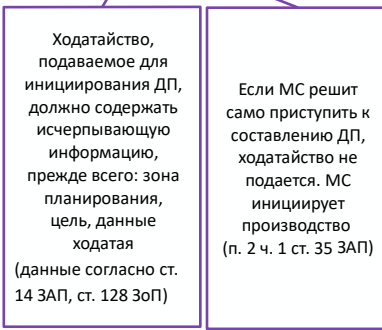 Ходатайство,
подаваемое для
инициирования ДП,
должно содержать
исчерпывающую
информацию,
прежде всего: зона
планирования,
цель, данные
ходатая
(данные согласно ст.
14 ЗАП, ст. 128 ЗоП)
Если МС решит
само приступить к
составлению ДП,
ходатайство не
подается. МС
инициирует
производство
(п. 2 ч. 1 ст. 35 ЗАП)